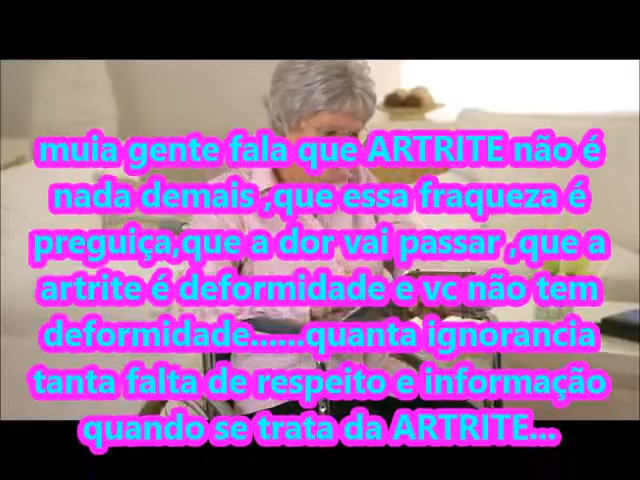 muia gente fala que ARTRITE não é
nada demais ,que essa fraqueza é
preguiça,que a dor vai passar ,que a
artrite é deformidade e vc não tem
deformidade......quanta ignorancia
tanta falta de respeito e informação
quando se trata da ARTRITE...